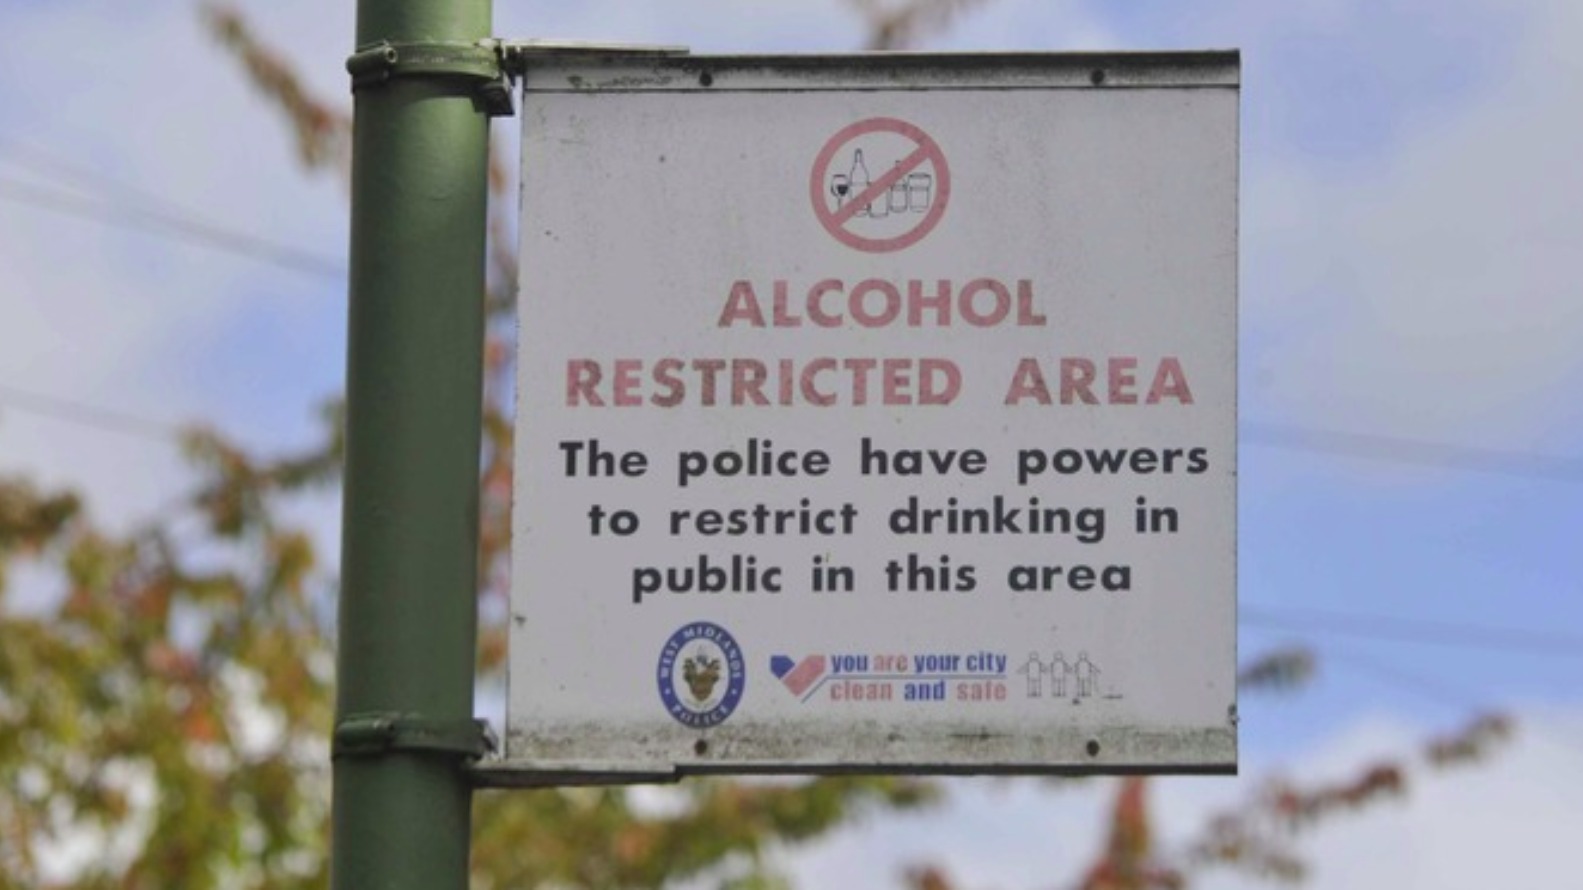 ALCOHOL
RESTRICTED AREA
The police have powers
to restrict drinking in
public in this area
WEST MIDLANDS
POLICE
you are your city
clean and safe